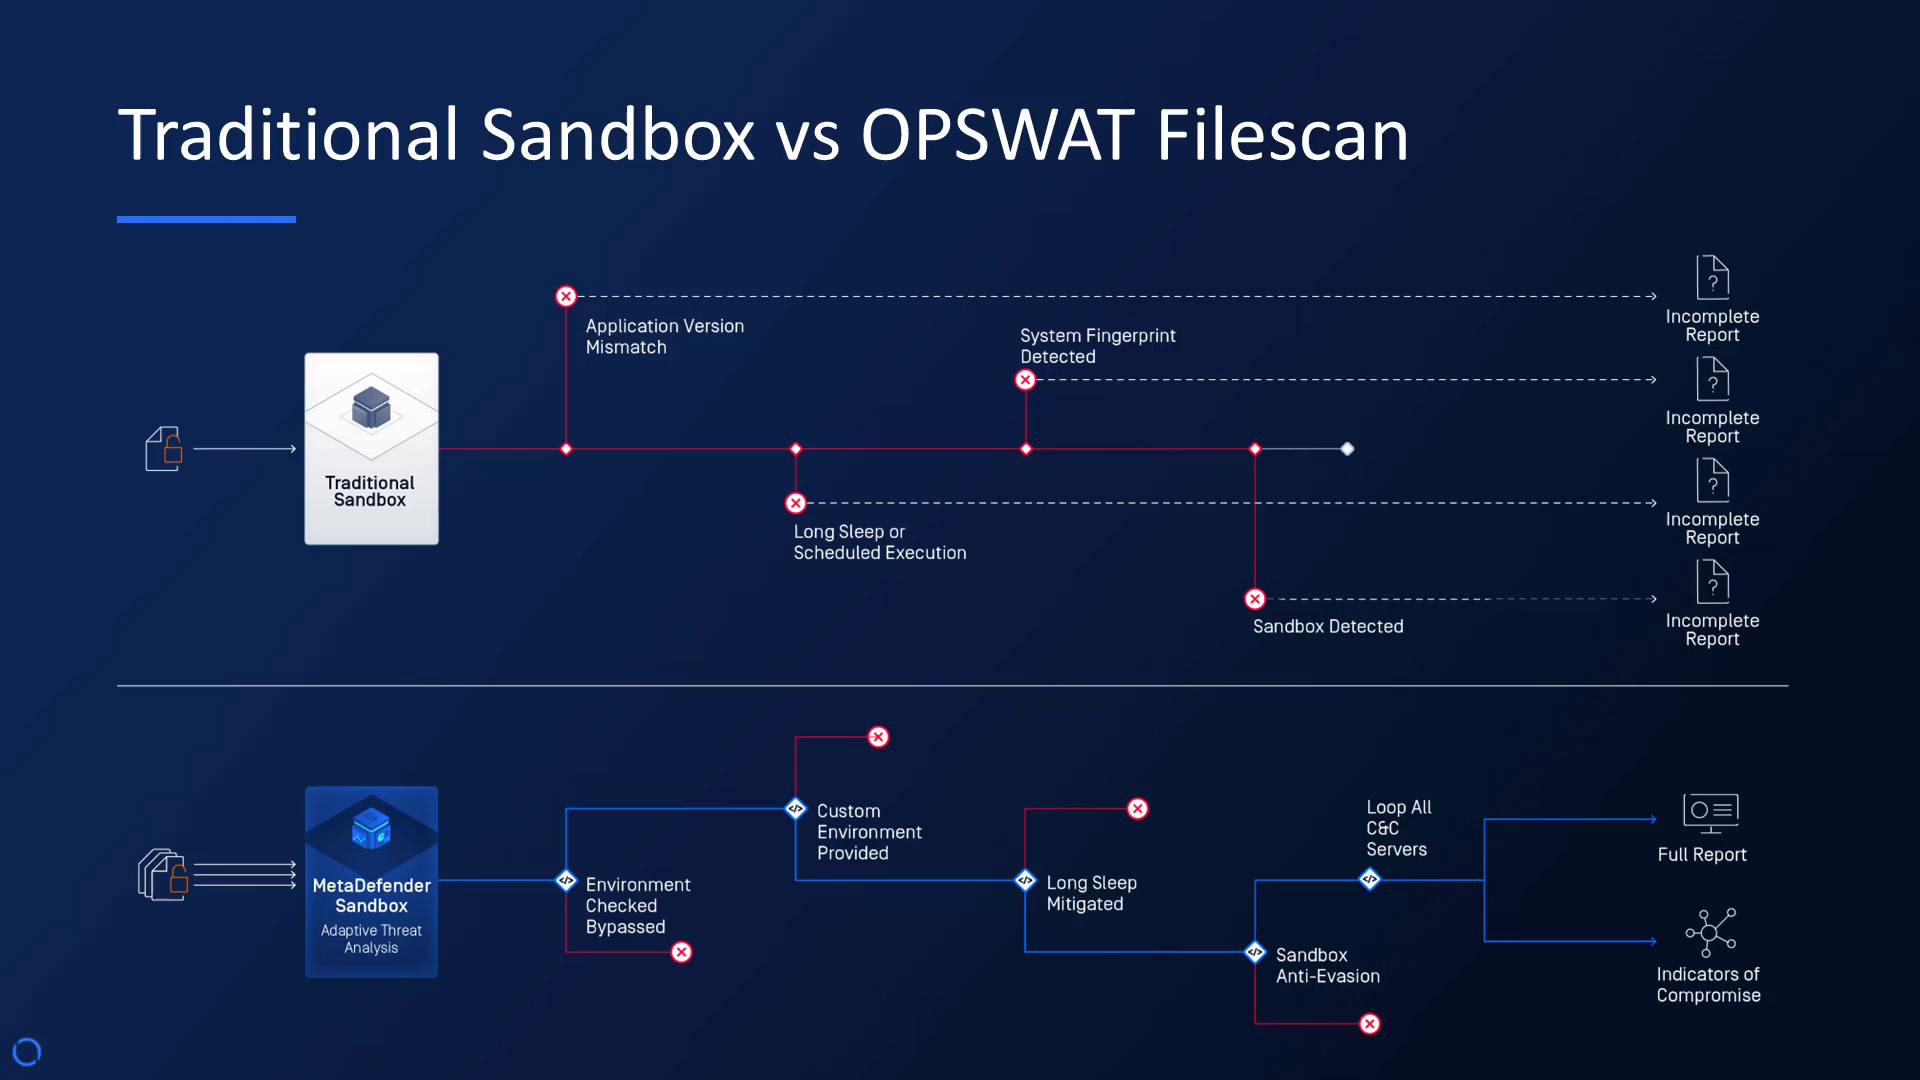 Traditional Sandbox vs OPSWAT Filescan
Application Version
Mismatch
System Fingerprint
Detected
Incomplete
Report
Incomplete
Report
Traditional
Sandbox
Long Sleep or
Scheduled Execution
Incomplete
Report
Sandbox Detected
Incomplete
Report
MetaDefender
Sandbox
Adaptive Threat
Analysis
Environment
Checked
Bypassed
Custom
Environment
Provided
Long Sleep
Mitigated
Sandbox
Anti-Evasion
Loop All
C&C
Servers
Full Report
Indicators of
Compromise